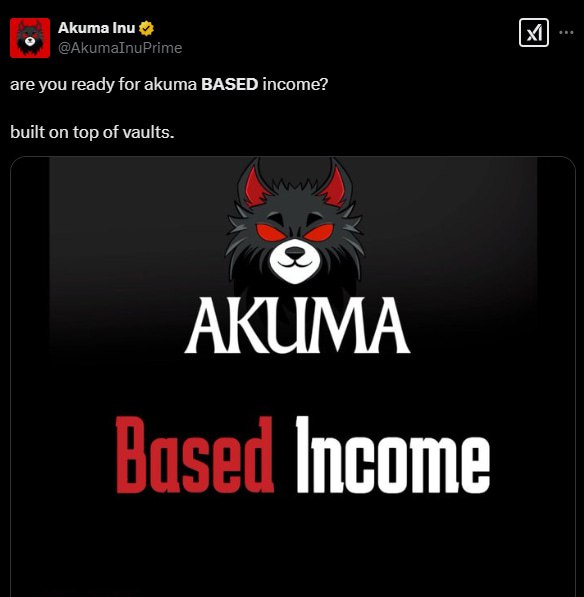 Akuma Inu
@AkumaInuPrime
are you ready for akuma BASED income?
built on top of vaults.
AKUMA
Based Income